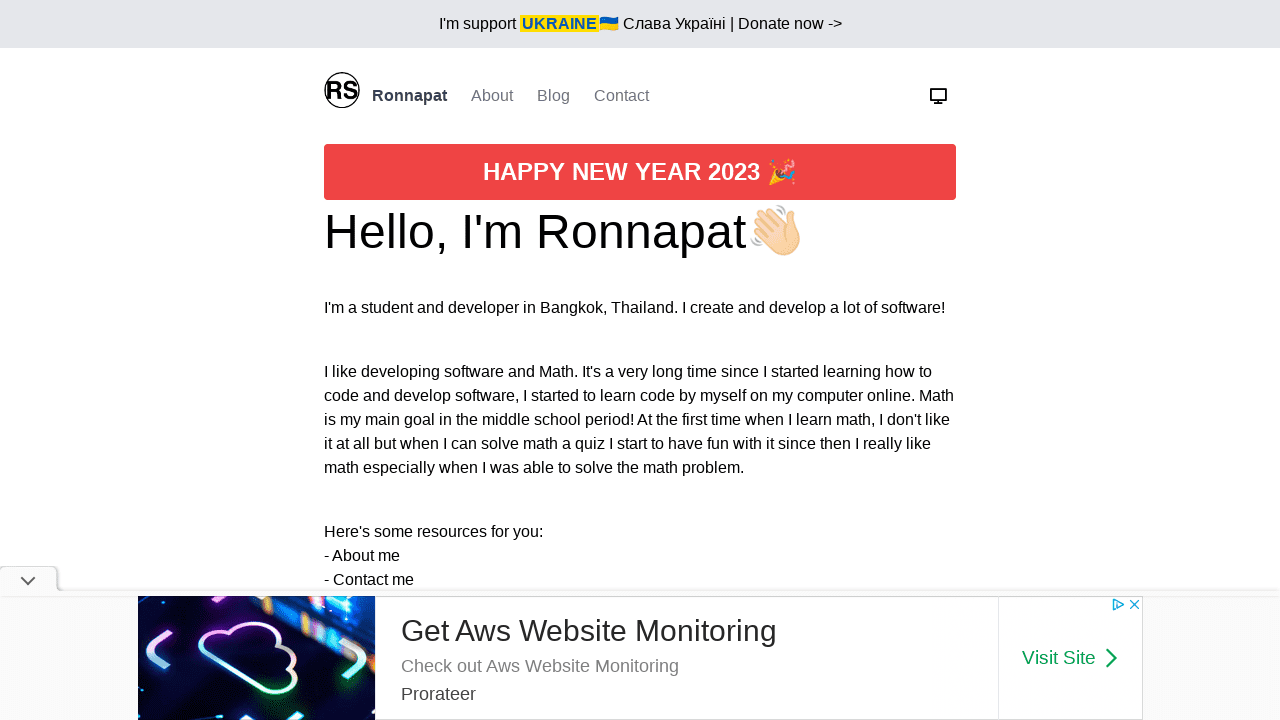 I'm support UKRAINE🇺🇦 Слава Україні | Donate now ->
RS Ronnapat About Blog Contact
HAPPY NEW YEAR 2023 🎉
Hello, I'm Ronnapat👋🏻
I'm a student and developer in Bangkok, Thailand. I create and develop a lot of software!
I like developing software and Math. It's a very long time since I started learning how to
code and develop software, I started to learn code by myself on my computer online. Math
is my main goal in the middle school period! At the first time when I learn math, I don't like
it at all but when I can solve math a quiz I start to have fun with it since then I really like
math especially when I was able to solve the math problem.
Here's some resources for you:
- About me
- Contact me
Get Aws Website Monitoring
Check out Aws Website Monitoring
Prorateer
Visit Site